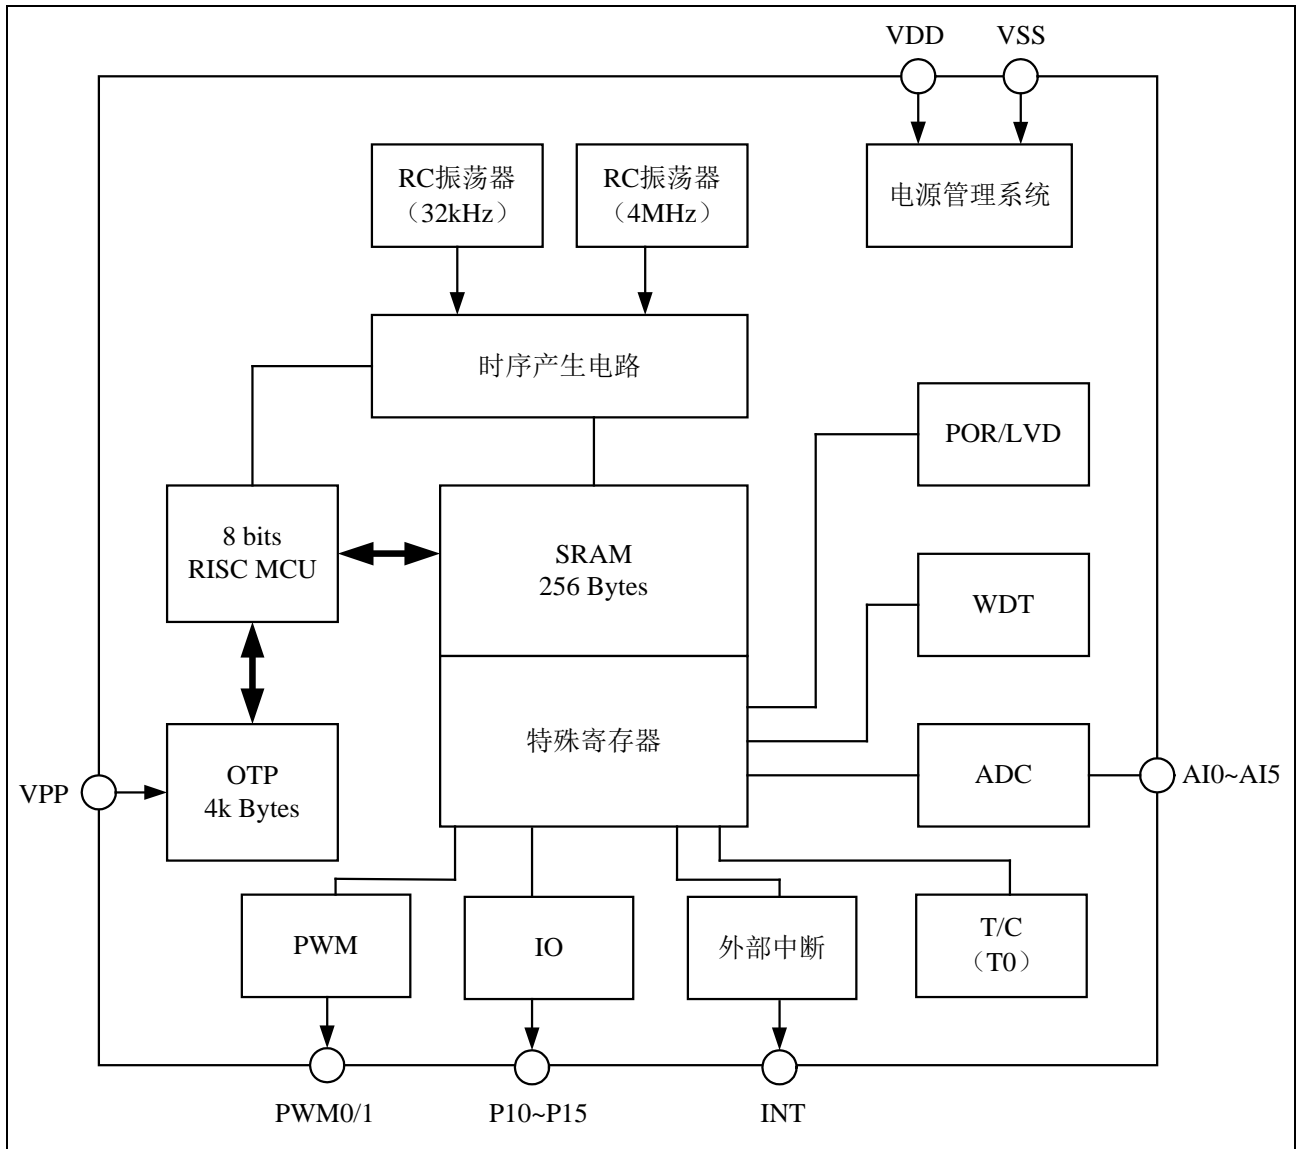 VDD
VSS
RC振荡器
（32kHz）
RC振荡器
（4MHz）
电源管理系统
时序产生电路
POR/LVD
8 bits
RISC MCU
SRAM
256 Bytes
WDT
特殊寄存器
VPP
OTP
4k Bytes
ADC
AI0~AI5
PWM
IO
外部中断
T/C
（T0）
PWM0/1
P10~P15
INT